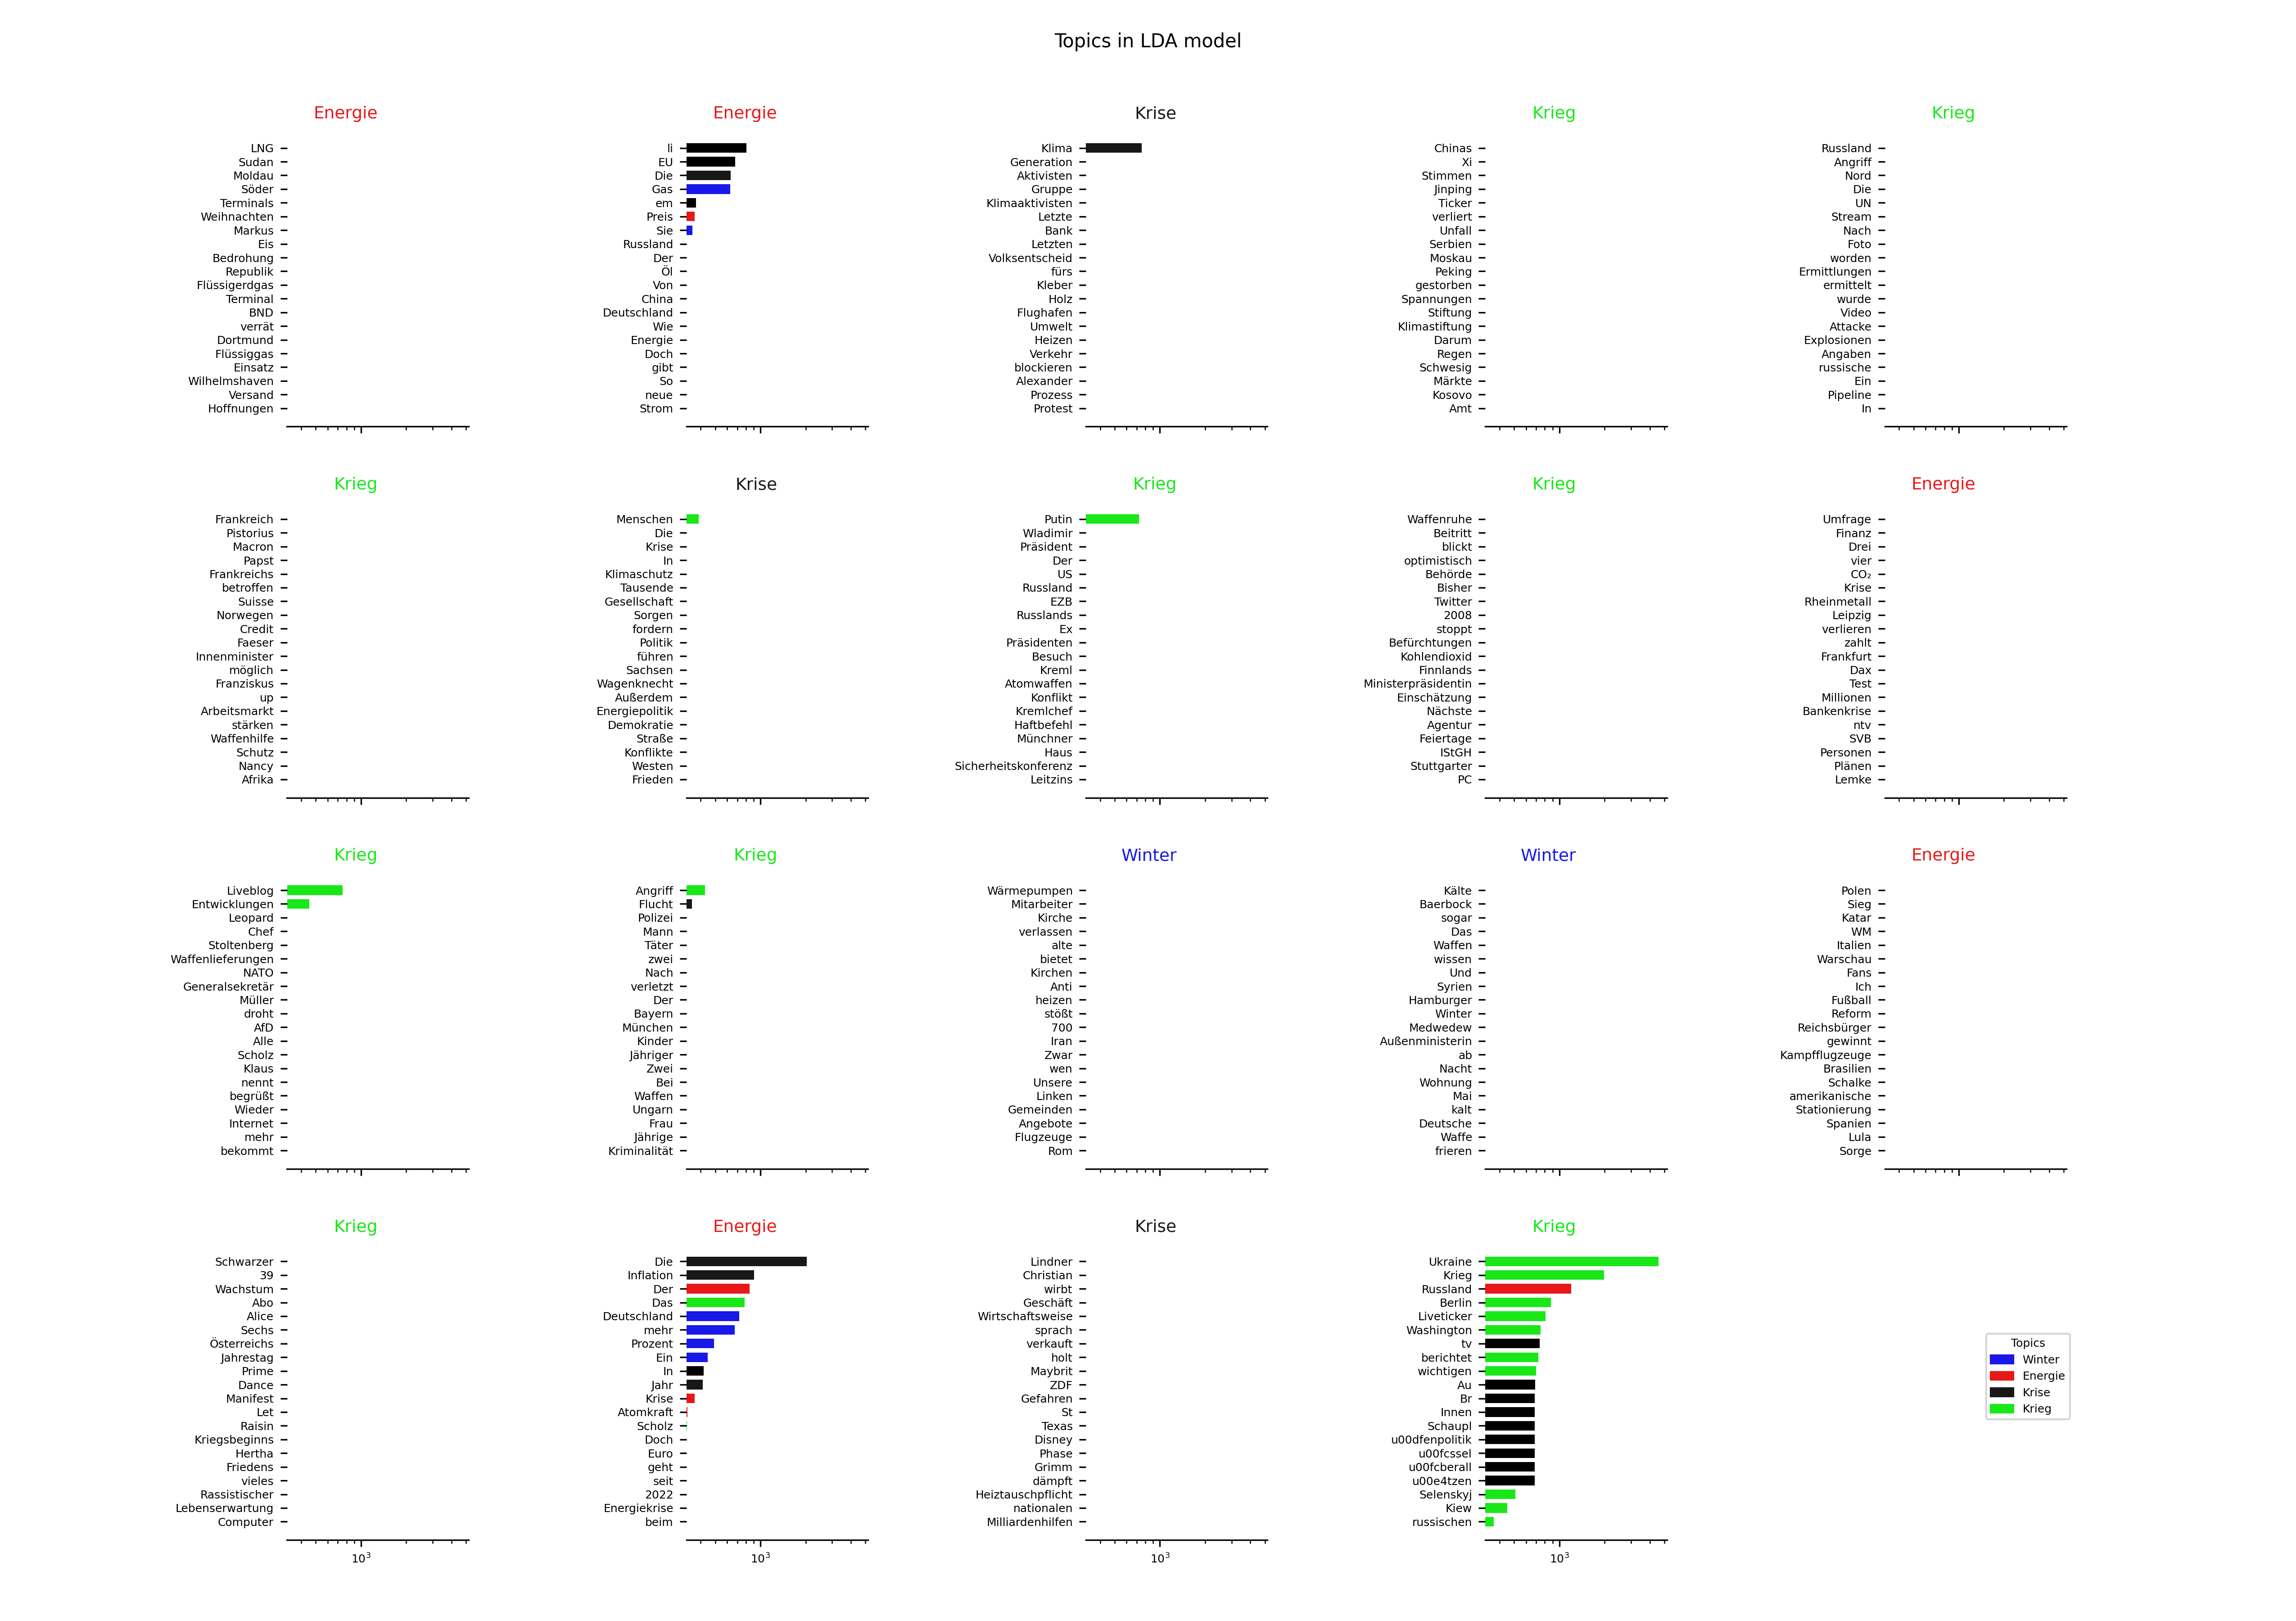 Topics in LDA model
Energie
LNG
Sudan
Moldau
Söder
Terminals
Weihnachten
Markus
Eis
Bedrohung
Republik
Flüssigerdgas
Terminal
BND
verrät
Dortmund
Flüssiggas
Einsatz
Wilhelmshaven
Versand
Hoffnungen
Energie
li
EU
Die
Gas
em
Preis
Sie
Russland
Der
Öl
Von
China
Deutschland
Wie
Energie
Doch
gibt
So
neue
Strom
Krise
Klima
Generation
Aktivisten
Gruppe
Klimaaktivisten
Letzte
Bank
Letzten
Volksentscheid
fürs
Kleber
Holz
Flughafen
Umwelt
Heizen
Verkehr
blockieren
Alexander
Prozess
Protest
Krieg
Chinas
Xi
Stimmen
Jinping
Ticker
verliert
Unfall
Serbien
Moskau
Peking
gestorben
Spannungen
Stiftung
Klimastiftung
Darum
Regen
Schwesig
Märkte
Kosovo
Amt
Krieg
Russland
Angriff
Nord
Die
UN
Stream
Nach
Foto
worden
Ermittlungen
ermittelt
wurde
Video
Attacke
Explosionen
Angaben
russische
Ein
Pipeline
In
Krieg
Frankreich
Pistorius
Macron
Papst
Frankreichs
betroffen
Suisse
Norwegen
Credit
Faeser
Innenminister
möglich
Franziskus
up
Arbeitsmarkt
stärken
Waffenhilfe
Schutz
Nancy
Afrika
Krise
Menschen
Die
Krise
In
Klimaschutz
Tausende
Gesellschaft
Sorgen
fordern
Politik
führen
Sachsen
Wagenknecht
Außerdem
Energiepolitik
Demokratie
Straße
Konflikte
Westen
Frieden
Krieg
Putin
Wladimir
Präsident
Der
US
Russland
EZB
Russlands
Ex
Präsidenten
Besuch
Kreml
Atomwaffen
Konflikt
Kremlchef
Haftbefehl
Münchner
Haus
Sicherheitskonferenz
Leitzins
Krieg
Waffenruhe
Beitritt
blickt
optimistisch
Behörde
Bisher
Twitter
2008
stoppt
Befürchtungen
Kohlendioxid
Finnlands
Ministerpräsidentin
Einschätzung
Nächste
Agentur
Feiertage
IStGH
Stuttgarter
PC
Energie
Umfrage
Finanz
Drei
vier
CO₂
Krise
Rheinmetall
Leipzig
verlieren
zahlt
Frankfurt
Dax
Test
Millionen
Bankenkrise
ntv
SVB
Personen
Plänen
Lemke
Krieg
Liveblog
Entwicklungen
Leopard
Chef
Stoltenberg
Waffenlieferungen
NATO
Generalsekretär
Müller
droht
AfD
Alle
Scholz
Klaus
nennt
begrüßt
Wieder
Internet
mehr
bekommt
Krieg
Angriff
Flucht
Polizei
Mann
Täter
zwei
Nach
verletzt
Der
Bayern
München
Kinder
Jähriger
Zwei
Bei
Waffen
Ungarn
Frau
Jährige
Kriminalität
Winter
Wärmepumpen
Mitarbeiter
Kirche
verlassen
alte
bietet
Kirchen
Anti
heizen
stößt
700
Iran
Zwar
wen
Unsere
Linken
Gemeinden
Angebote
Flugzeuge
Rom
Winter
Kälte
Baerbock
sogar
Das
Waffen
wissen
Und
Syrien
Hamburger
Winter
Medwedew
Außenministerin
ab
Nacht
Wohnung
Mai
kalt
Deutsche
Waffe
frieren
Energie
Polen
Sieg
Katar
WM
Italien
Warschau
Fans
Ich
Fußball
Reform
Reichsbürger
gewinnt
Kampfflugzeuge
Brasilien
Schalke
amerikanische
Stationierung
Spanien
Lula
Sorge
Krieg
Schwarzer
39
Wachstum
Abo
Alice
Sechs
Österreichs
Jahrestag
Prime
Dance
Manifest
Let
Raisin
Kriegsbeginns
Hertha
Friedens
vieles
Rassistischer
Lebenserwartung
Computer
10³
Energie
Die
Inflation
Der
Das
Deutschland
mehr
Prozent
Ein
In
Jahr
Krise
Atomkraft
Scholz
Doch
Euro
geht
seit
2022
Energiekrise
beim
10³
Krise
Lindner
Christian
wirbt
Geschäft
Wirtschaftsweise
sprach
verkauft
holt
Maybrit
ZDF
Gefahren
St
Texas
Disney
Phase
Grimm
dämpft
Heiztauschpflicht
nationalen
Milliardenhilfen
10³
Krieg
Ukraine
Krieg
Russland
Berlin
Liveticker
Washington
tv
berichtet
wichtigen
Au
Br
Innen
Schaupl
u00dfenpolitik
u00fcssel
u00fcberall
u00e4tzen
Selenskyj
Kiew
russischen
10³
Topics
Winter
Energie
Krise
Krieg